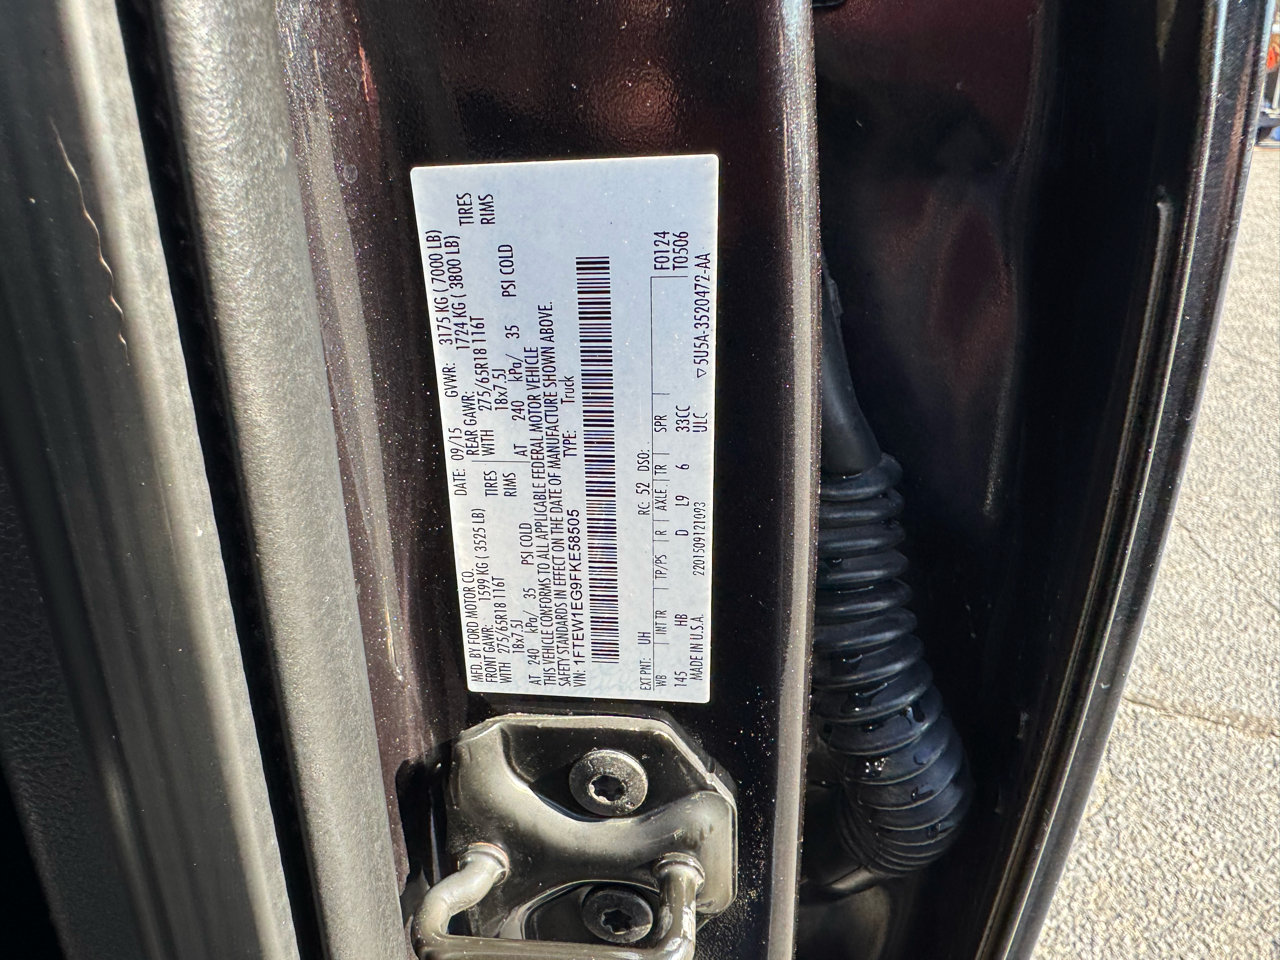 MFD. BY FORD MOTOR CO. DATE: 09/15 GVWR: 3175 KG ( 7000 LB)
FRONT GAWR: 1599 KG ( 3525 LB) REAR GAWR: 1724 KG ( 3800 LB)
WITH 275/65R18 116T TIRES WITH 275/65R18 116T TIRES
18x7.5J RIMS 18x7.5J RIMS
AT 240 kPa/ 35 PSI COLD AT 240 kPa/ 35 PSI COLD
THIS VEHICLE CONFORMS TO ALL APPLICABLE FEDERAL MOTOR VEHICLE
SAFETY STANDARDS IN EFFECT ON THE DATE OF MANUFACTURE SHOWN ABOVE.
VIN: 1FTEW1EG9FKE58505 TYPE: Truck
EXT PNT: UH RC: 52 DSO: F0124
WB INT TR TP/PS R AXLE TR SPR T0506
145 HB D L9 6 33CC
MADE IN U.S.A. 2201509121093 ULC ▽5U5A-3520472-AA